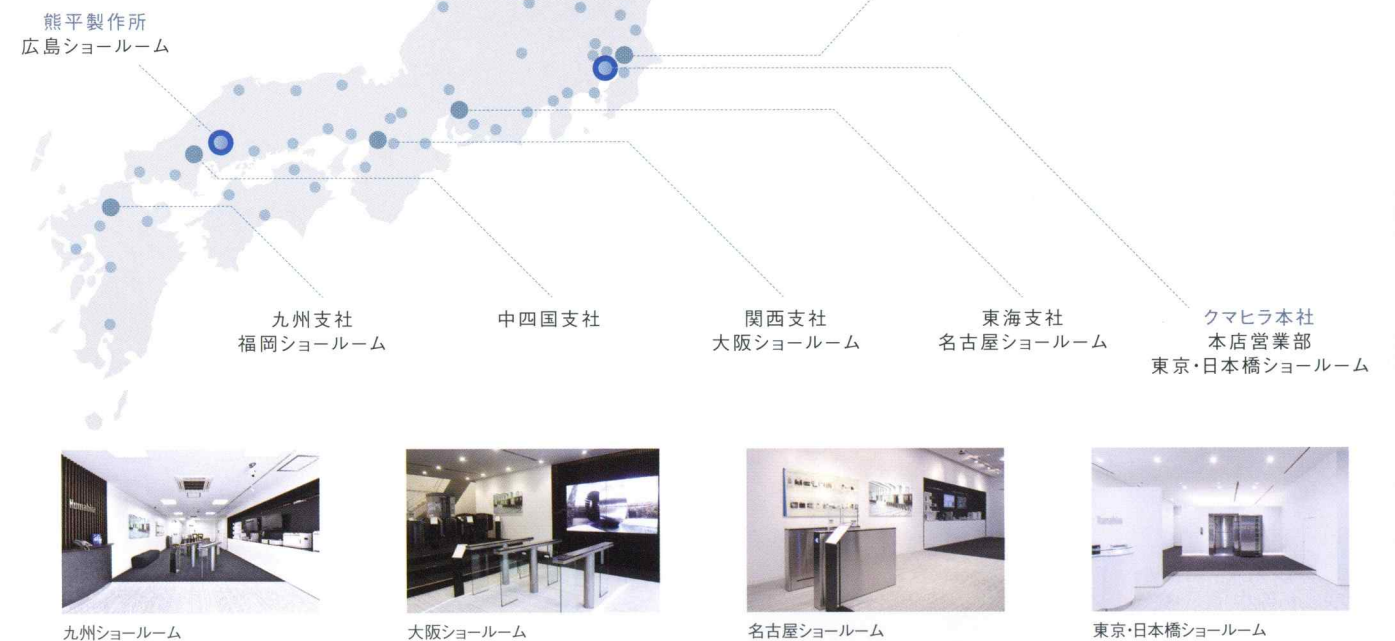 熊平製作所
広島ショールーム
九州支社
福岡ショールーム
中四国支社
関西支社
大阪ショールーム
東海支社
名古屋ショールーム
クマヒラ本社
本店営業部
東京・日本橋ショールーム
九州ショールーム
大阪ショールーム
名古屋ショールーム
東京・日本橋ショールーム